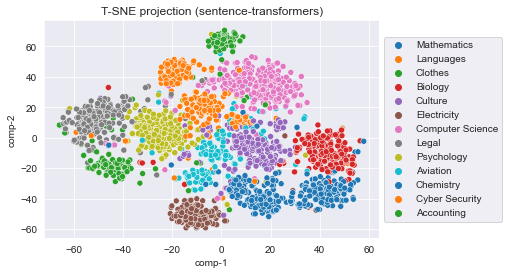 T-SNE projection (sentence-transformers)
comp-2
60
40
20
0
−20
−40
−60
−60
−40
−20
0
20
40
60
comp-1
Mathematics
Languages
Clothes
Biology
Culture
Electricity
Computer Science
Legal
Psychology
Aviation
Chemistry
Cyber Security
Accounting